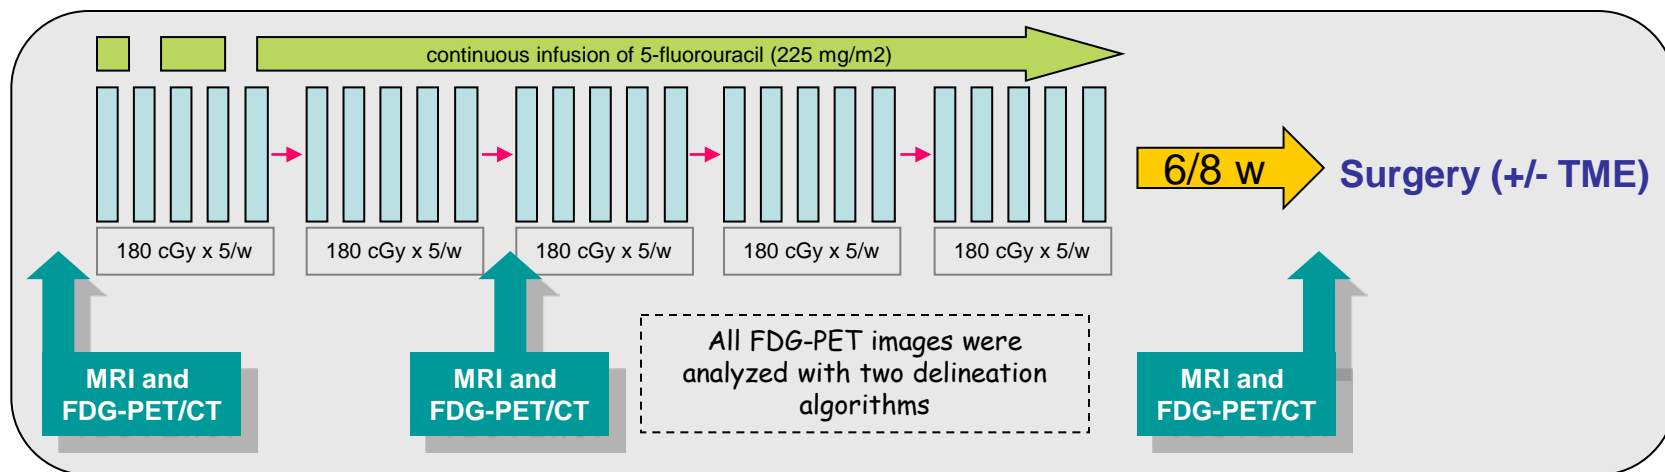 continuous infusion of 5-fluorouracil (225 mg/m2)
180 cGy x 5/w
180 cGy x 5/w
180 cGy x 5/w
180 cGy x 5/w
180 cGy x 5/w
6/8 w
Surgery (+/- TME)
MRI and
FDG-PET/CT
MRI and
FDG-PET/CT
All FDG-PET images were
analyzed with two delineation
algorithms
MRI and
FDG-PET/CT